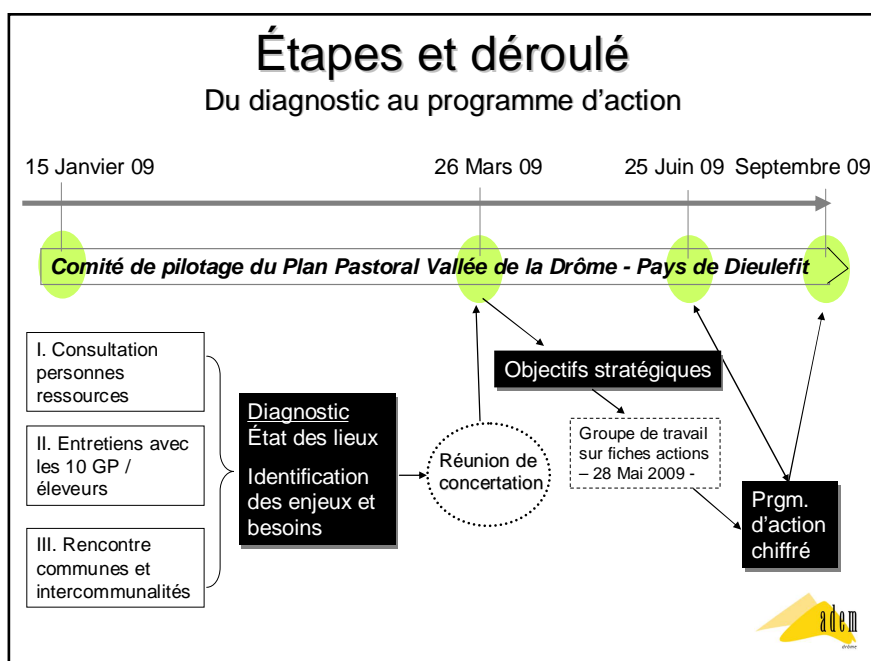 Étapes et déroulé
Du diagnostic au programme d'action
15 Janvier 09
26 Mars 09
25 Juin 09
Septembre 09
Comité de pilotage du Plan Pastoral Vallée de la Drôme - Pays de Dieulefit
I. Consultation
personnes
ressources
II. Entretiens avec
les 10 GP /
éleveurs
III. Rencontre
communes et
intercommunalités
Diagnostic
État des lieux
Identification
des enjeux et
besoins
Réunion de
concertation
Objectifs stratégiques
Groupe de travail
sur fiches actions
– 28 Mai 2009 -
Prgm.
d'action
chiffré
adem
drôme